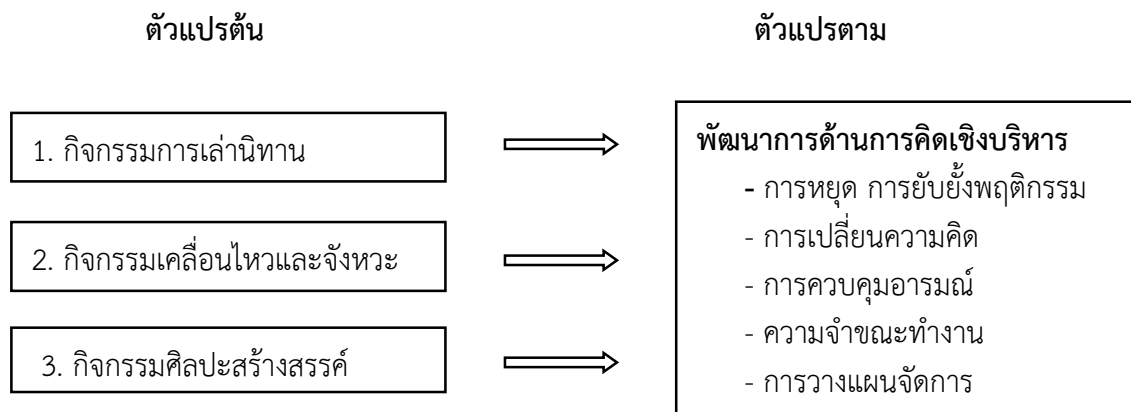 ตัวแปรต้น
ตัวแปรตาม
1. กิจกรรมการเล่านิทาน
2. กิจกรรมเคลื่อนไหวและจังหวะ
3. กิจกรรมศิลปะสร้างสรรค์
พัฒนาการด้านการคิดเชิงบริหาร
- การหยุด การยับยั้งพฤติกรรม
- การเปลี่ยนความคิด
- การควบคุมอารมณ์
- ความจำขณะทำงาน
- การวางแผนจัดการ